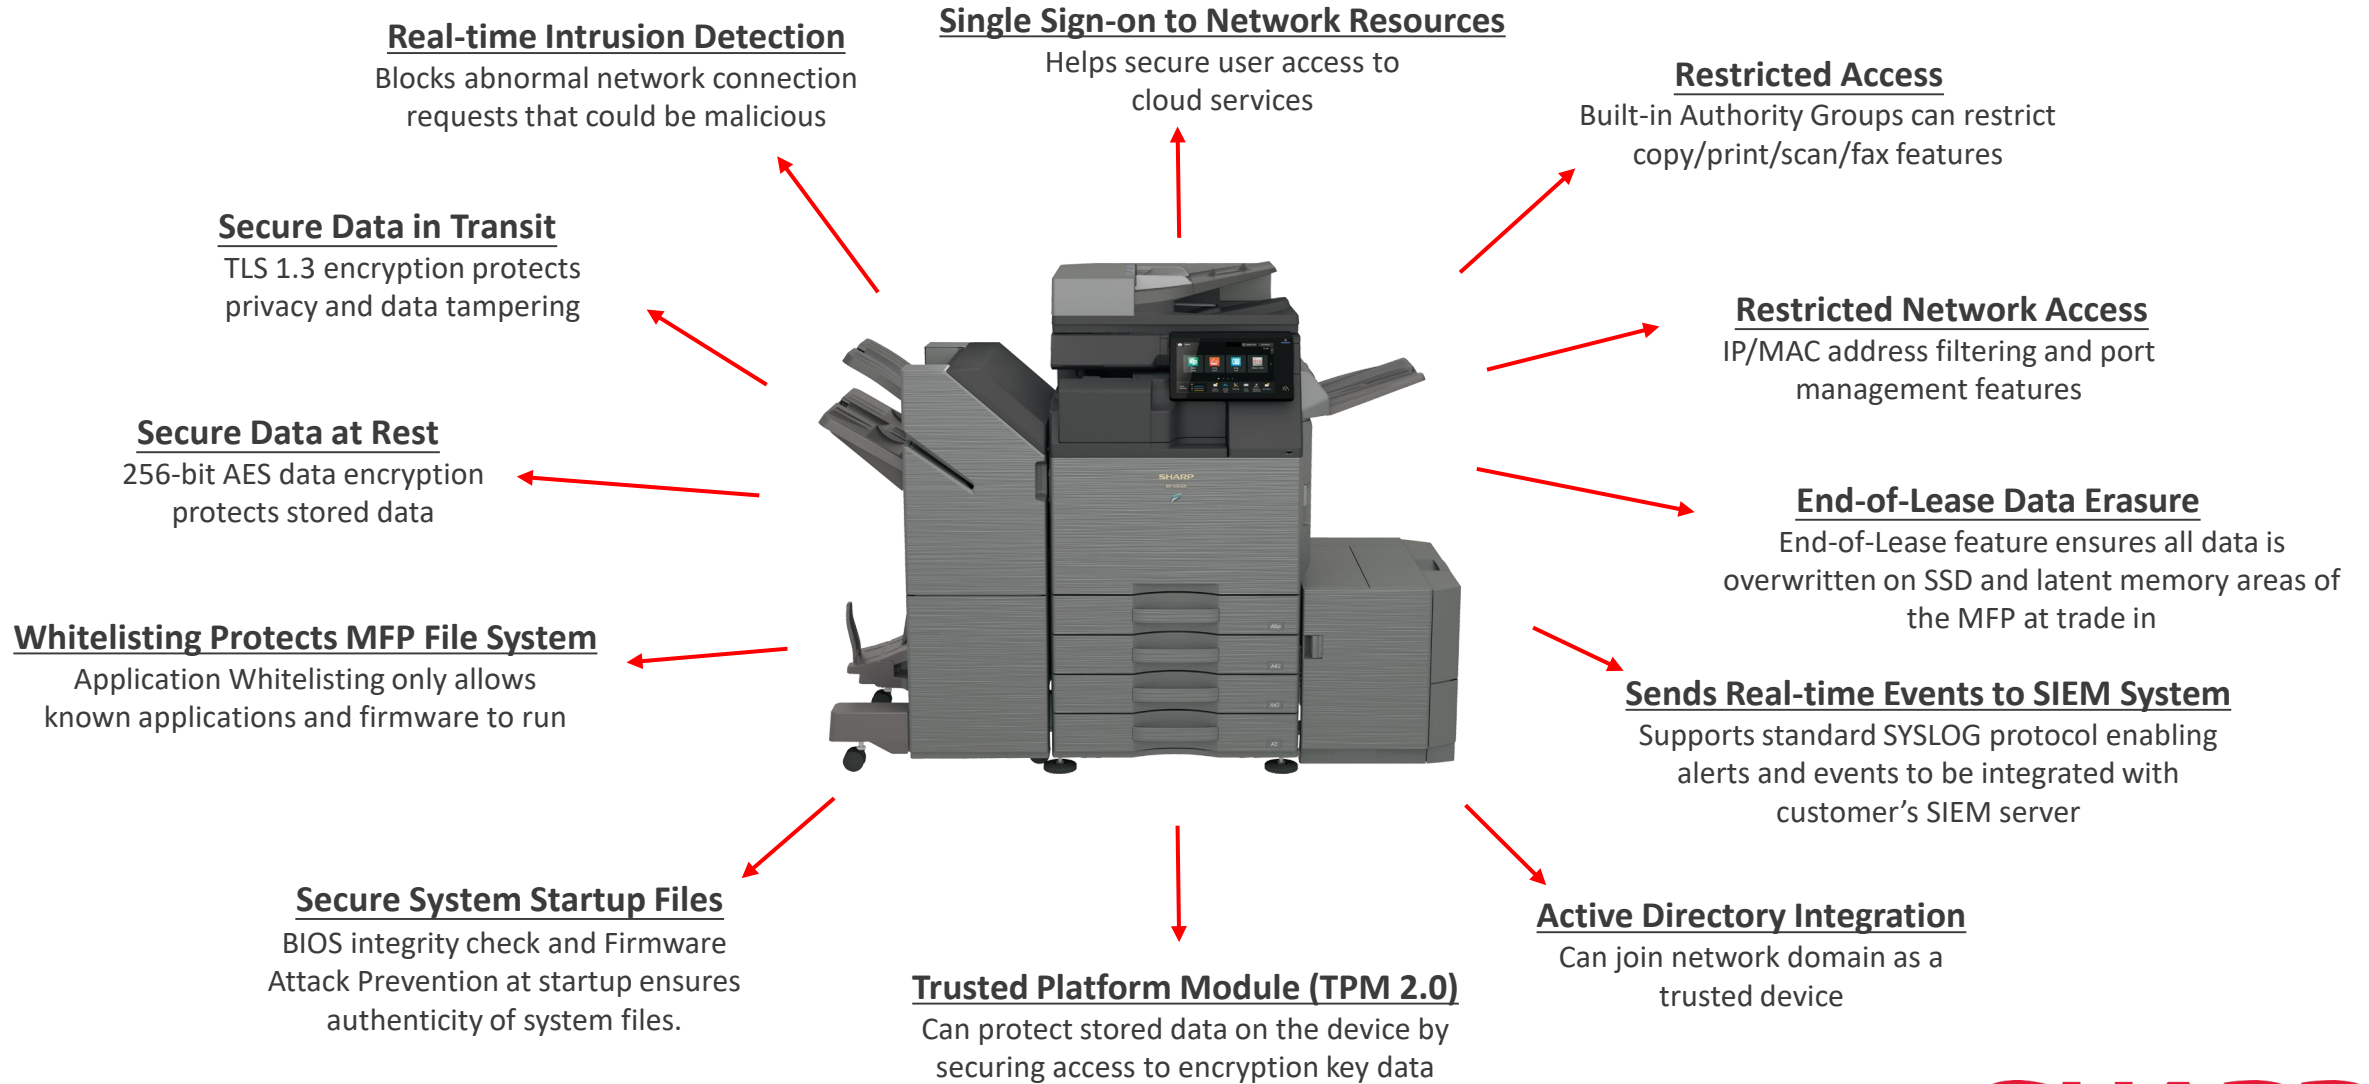 Single Sign-on to Network Resources
Helps secure user access to
cloud services
Real-time Intrusion Detection
Blocks abnormal network connection
requests that could be malicious
Restricted Access
Built-in Authority Groups can restrict
copy/print/scan/fax features
Secure Data in Transit
TLS 1.3 encryption protects
privacy and data tampering
Restricted Network Access
IP/MAC address filtering and port
management features
Secure Data at Rest
256-bit AES data encryption
protects stored data
SHARP
End-of-Lease Data Erasure
End-of-Lease feature ensures all data is
overwritten on SSD and latent memory areas of
the MFP at trade in
Whitelisting Protects MFP File System
Application Whitelisting only allows
known applications and firmware to run
Sends Real-time Events to SIEM System
Supports standard SYSLOG protocol enabling
alerts and events to be integrated with
customer’s SIEM server
Secure System Startup Files
BIOS integrity check and Firmware
Attack Prevention at startup ensures
authenticity of system files.
Active Directory Integration
Can join network domain as a
trusted device
Trusted Platform Module (TPM 2.0)
Can protect stored data on the device by
securing access to encryption key data